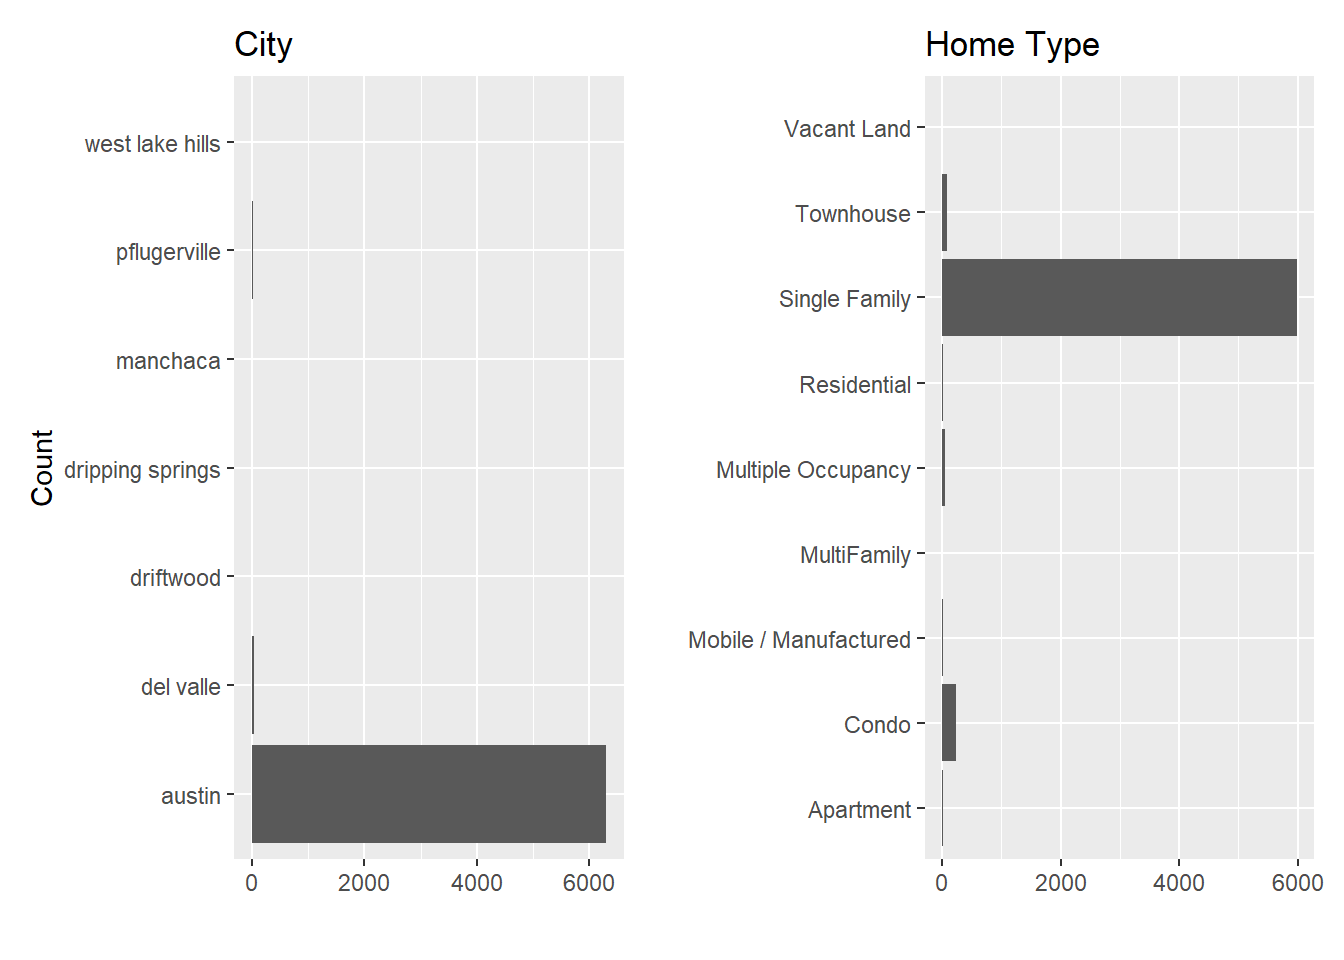 City
Count
west lake hills
pflugerville
manchaca
dripping springs
driftwood
del valle
austin
0 2000 4000 6000
Home Type
Vacant Land
Townhouse
Single Family
Residential
Multiple Occupancy
MultiFamily
Mobile / Manufactured
Condo
Apartment
0 2000 4000 6000